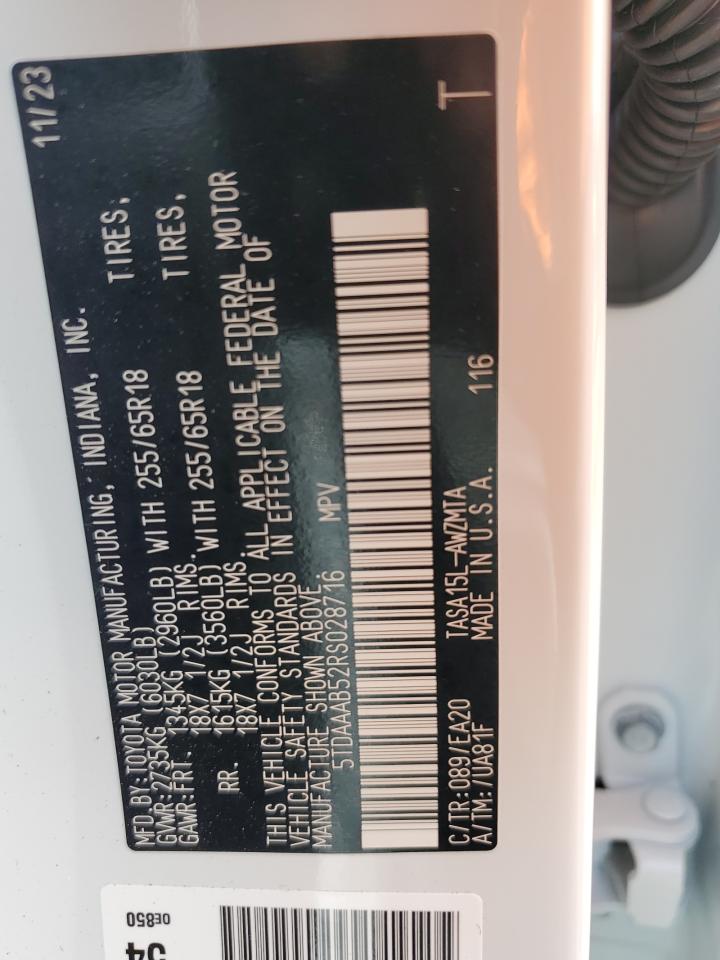 MFD.BY:TOYOTA MOTOR MANUFACTURING, INDIANA, INC. 11/23
GVWR:2735KG (6030LB)
GAWR:FRT. 1345KG (2960LB) WITH 255/65R18 TIRES,
18X7 1/2J RIMS.
RR. 1615KG (3560LB) WITH 255/65R18 TIRES,
18X7 1/2J RIMS
THIS VEHICLE CONFORMS TO ALL APPLICABLE FEDERAL MOTOR
VEHICLE SAFETY STANDARDS IN EFFECT ON THE DATE OF
MANUFACTURE SHOWN ABOVE.
5TDAAAB52RS028716 MPV
C/TR:089/EA20 TASA15L-AWZMTA 116 T
A/TM:/UA81F MADE IN U.S.A.
0E850
54